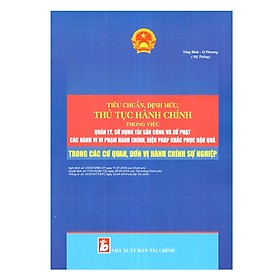 Tăng Bình - Ái Phương
( Hệ Thống)
TIÊU CHUẨN, ĐỊNH MỨC,
THỦ TỤC HÀNH CHÍNH
TRONG VIỆC
QUẢN LÝ, SỬ DỤNG TÀI SẢN CÔNG VÀ XỬ PHẠT
CÁC HÀNH VI VI PHẠM HÀNH CHÍNH, BIỆN PHÁP KHẮC PHỤC HẬU QUẢ
TRONG CÁC CƠ QUAN, ĐƠN VỊ HÀNH CHÍNH SỰ NGHIỆP
NHÀ XUẤT BẢN TÀI CHÍNH